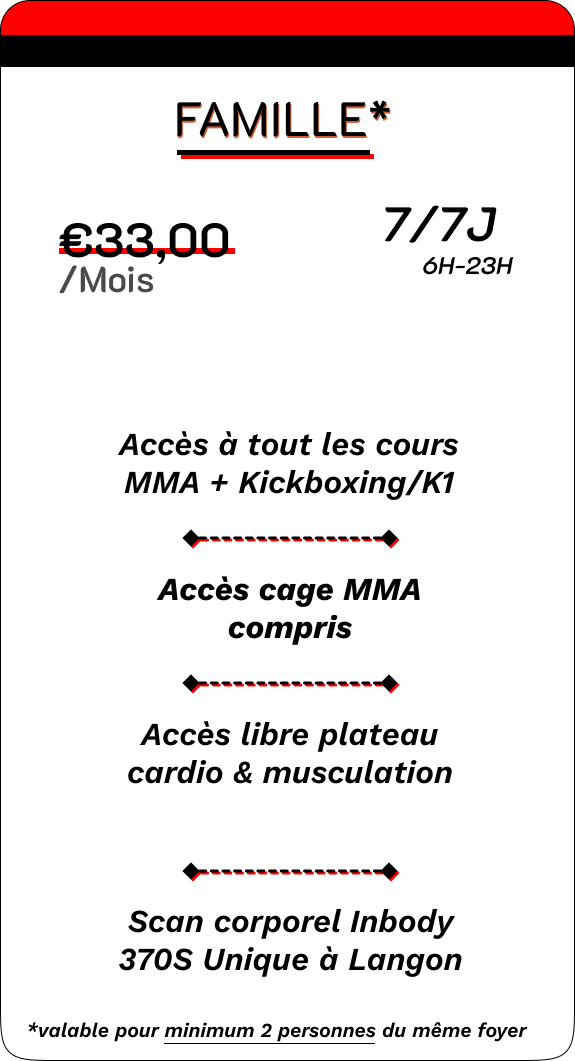 FAMILLE*
€33,00
/Mois
7/7J
6H-23H
Accès à tout les cours
MMA + Kickboxing/K1
Accès cage MMA
compris
Accès libre plateau
cardio & musculation
Scan corporel Inbody
370S Unique à Langon
*valable pour minimum 2 personnes du même foyer